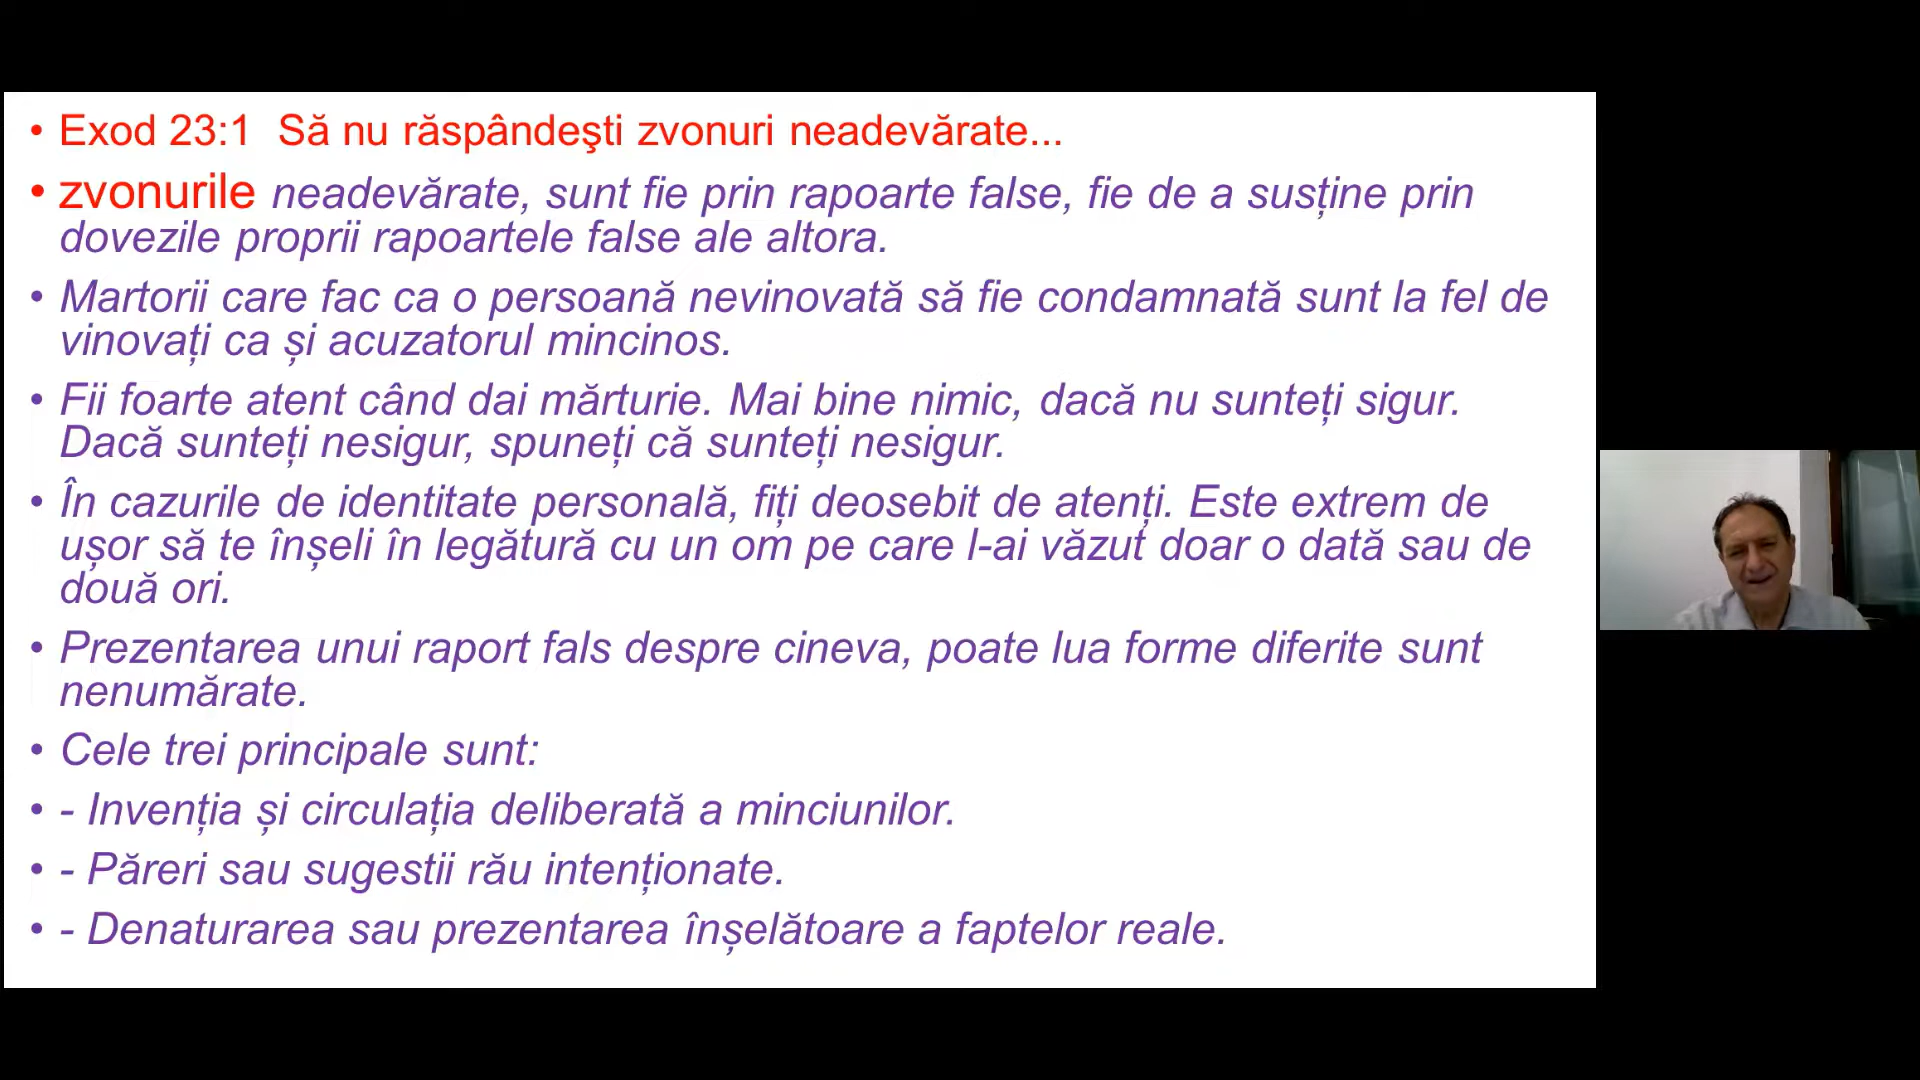 • Exod 23:1 Să nu răspândeşti zvonuri neadevărate...
• zvonurile neadevărate, sunt fie prin rapoarte false, fie de a susține prin
dovezile proprii rapoartele false ale altora.
• Martorii care fac ca o persoană nevinovată să fie condamnată sunt la fel de
vinovați ca și acuzatorul mincinos.
• Fii foarte atent când dai mărturie. Mai bine nimic, dacă nu sunteți sigur.
Dacă sunteți nesigur, spuneți că sunteți nesigur.
• În cazurile de identitate personală, fiți deosebit de atenți. Este extrem de
ușor să te înșeli în legătură cu un om pe care l-ai văzut doar o dată sau de
două ori.
• Prezentarea unui raport fals despre cineva, poate lua forme diferite sunt
nenumărate.
• Cele trei principale sunt:
• - Invenția și circulația deliberată a minciunilor.
• - Păreri sau sugestii rău intenționate.
• - Denaturarea sau prezentarea înșelătoare a faptelor reale.